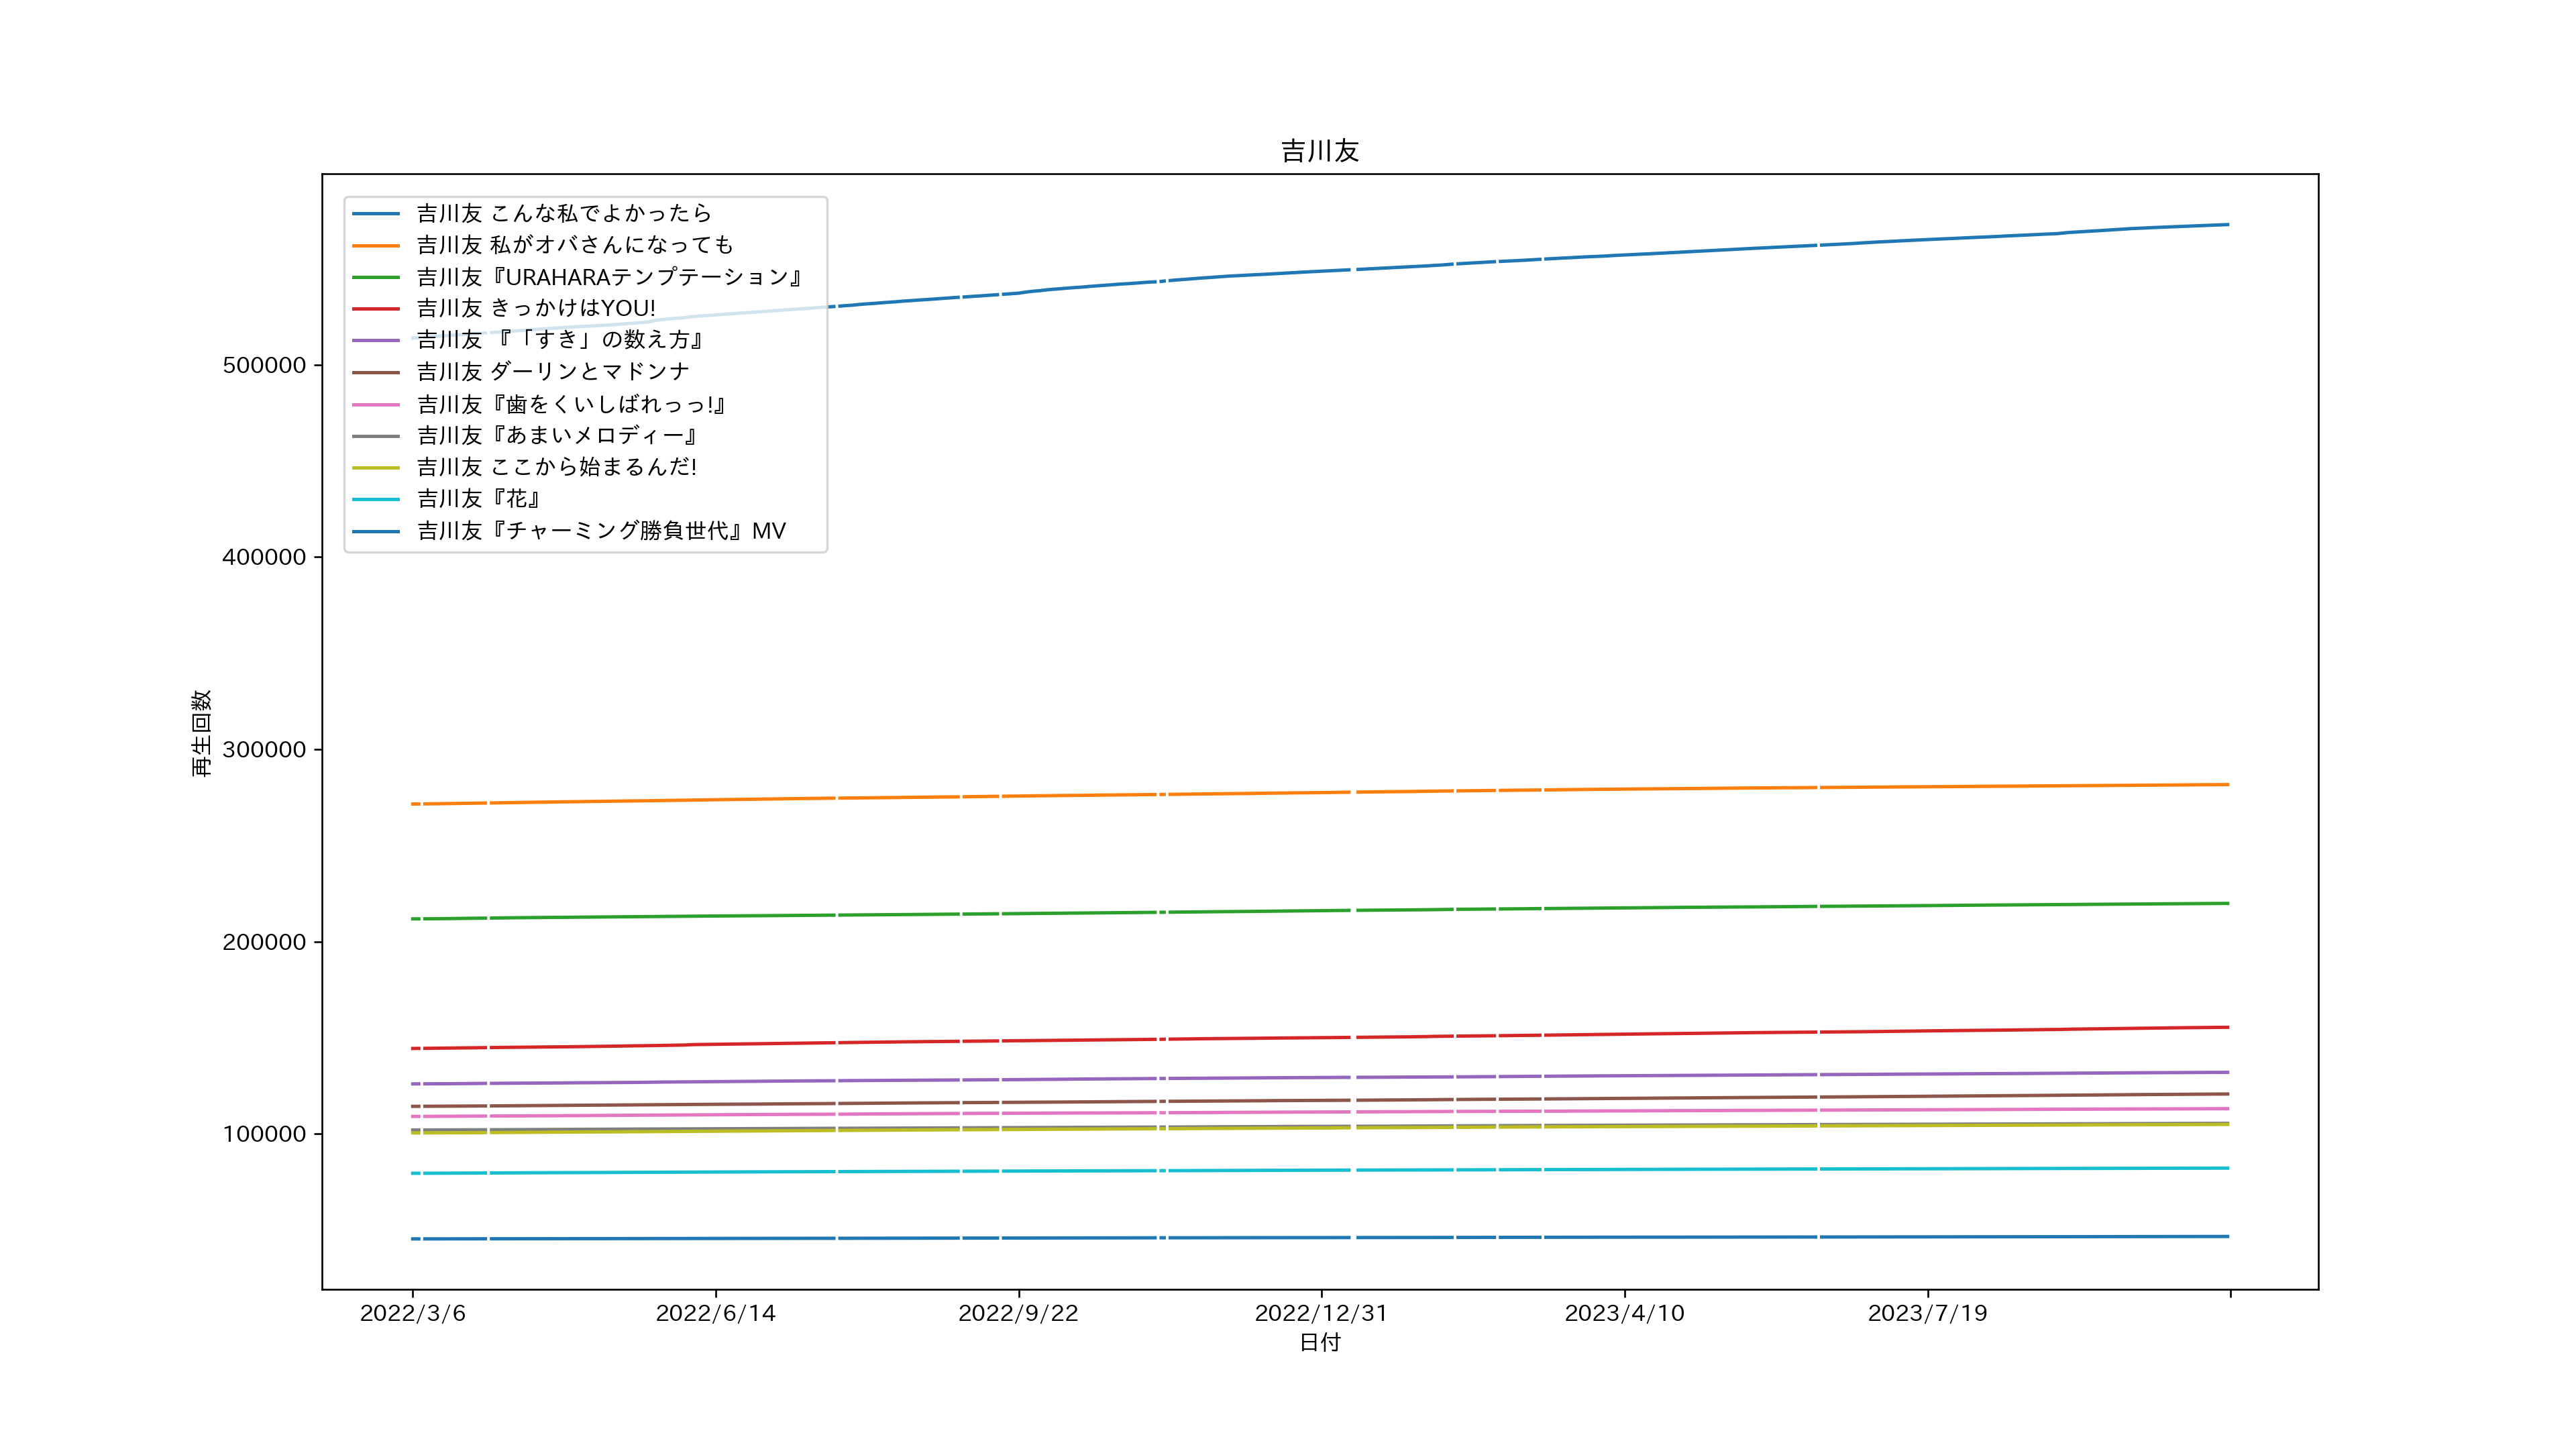 吉川友
吉川友 こんな私でよかったら
吉川友 私がオバさんになっても
吉川友『URAHARAテンプテーション』
吉川友 きっかけはYOU!
吉川友 『「すき」の数え方』
吉川友 ダーリンとマドンナ
吉川友『歯をくいしばれっっ!』
吉川友『あまいメロディー』
吉川友 ここから始まるんだ!
吉川友『花』
吉川友『チャーミング勝負世代』MV
再生回数
500000
400000
300000
200000
100000
2022/3/6
2022/6/14
2022/9/22
2022/12/31
2023/4/10
2023/7/19
日付